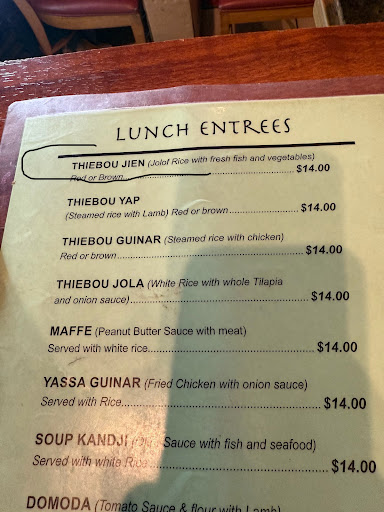 LUNCH ENTREES
THIEBOU JIEN (Jolof Rice with fresh fish and vegetables)
Red or Brown........................................................$14.00
THIEBOU YAP
(Steamed rice with Lamb) Red or brown......................$14.00
THIEBOU GUINAR (Steamed rice with chicken)
Red or brown........................................................$14.00
THIEBOU JOLA (White Rice with whole Tilapia
and onion sauce)..................................................$14.00
MAFFE (Peanut Butter Sauce with meat)
Served with white rice...........................................$14.00
YASSA GUINAR (Fried Chicken with onion sauce)
Served with Rice..................................................$14.00
SOUP KANDJI Sauce with fish and seafood)
Served with white Rice..........................................$14.00
DOMODA (Tomato Sauce & flour with Lamb)